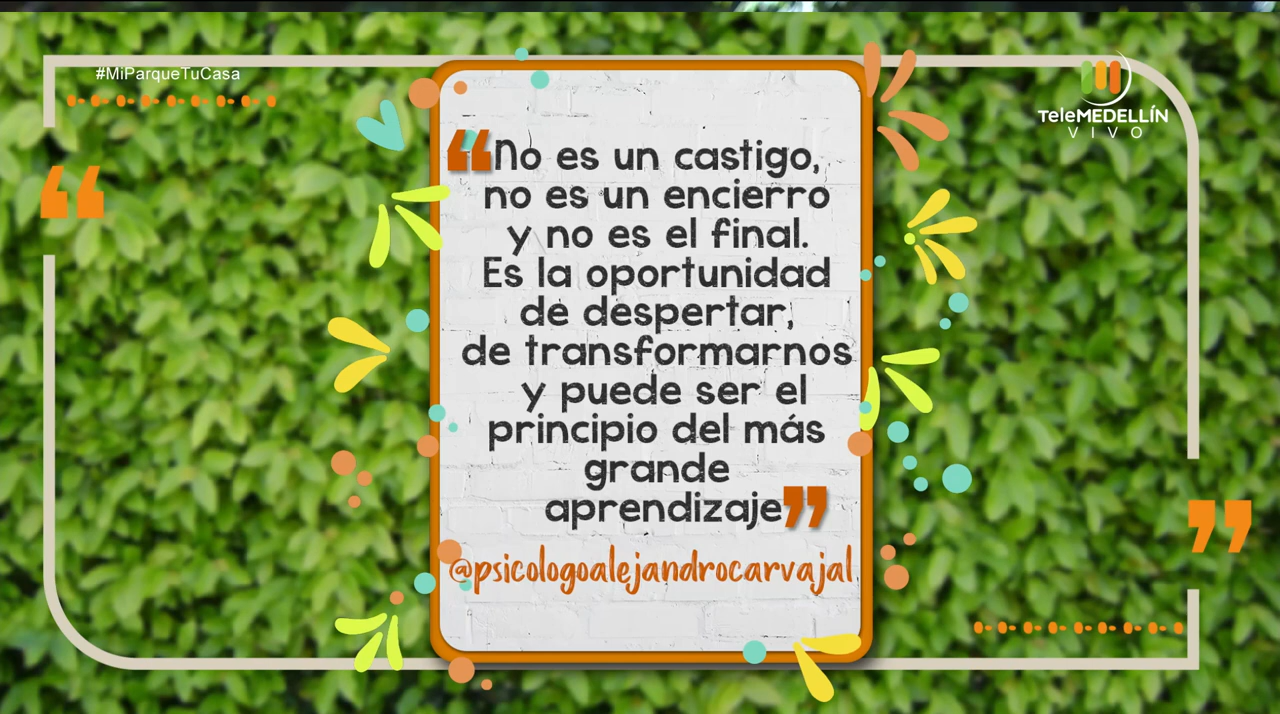 #MiParqueTuCasa
TeleMEDELLÍN
VIVO
“No es un castigo,
no es un encierro
y no es el final.
Es la oportunidad
de despertar,
de transformarnos
y puede ser el
principio del más
grande
aprendizaje”
@psicologoalejandrocarvajal